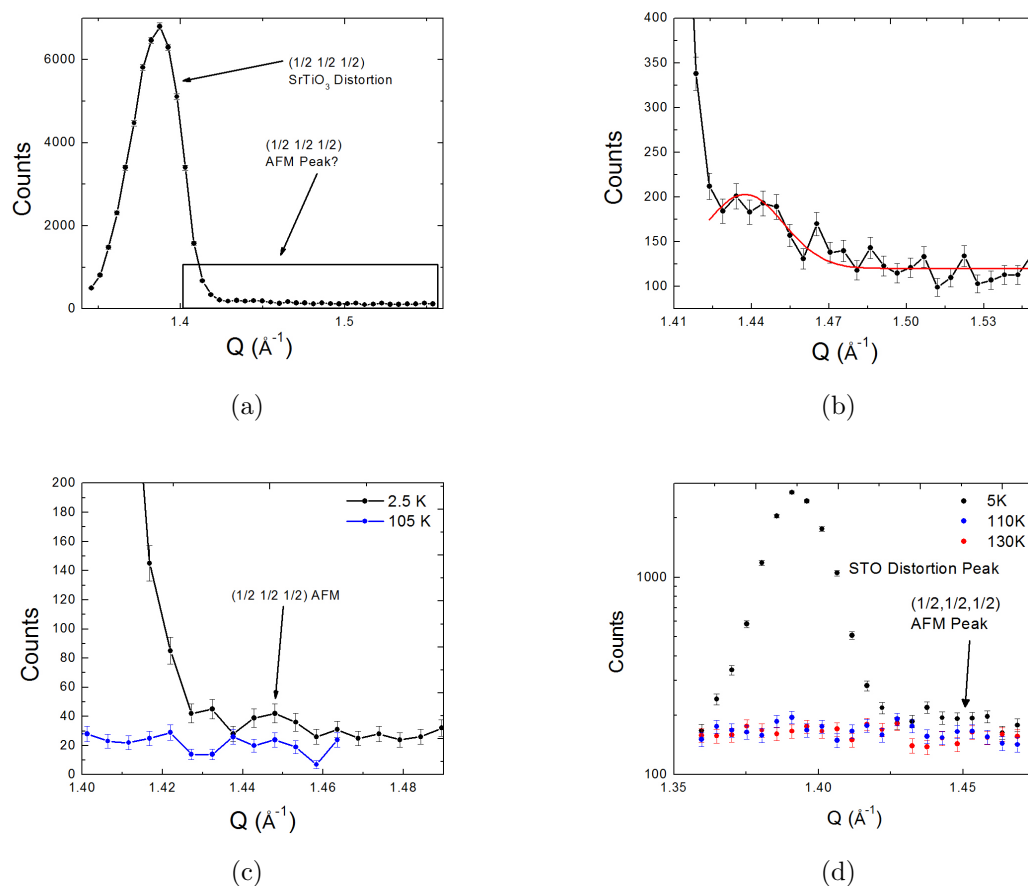 6000
4000
2000
0
Counts
(1/2 1/2 1/2)
SrTiO3 Distortion
(1/2 1/2 1/2)
AFM Peak?
1.4
1.5
Q (Å-1)
(a)
400
350
300
250
200
150
100
Counts
1.41
1.44
1.47
1.50
1.53
Q (Å-1)
(b)
200
180
160
140
120
100
80
60
40
20
0
Counts
2.5 K
105 K
(1/2 1/2 1/2) AFM
1.40
1.42
1.44
1.46
1.48
Q (Å-1)
(c)
1000
100
Counts
5K
110K
130K
STO Distortion Peak
(1/2,1/2,1/2)
AFM Peak
1.35
1.40
1.45
Q (Å-1)
(d)